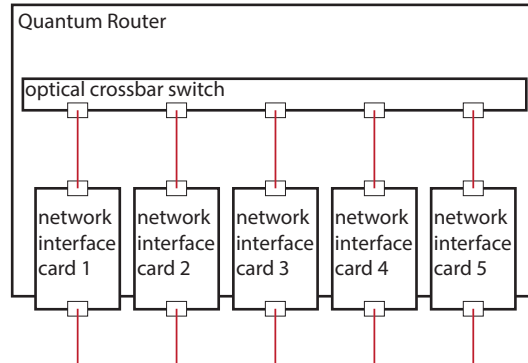 Quantum Router
optical crossbar switch
network
interface
card 1
network
interface
card 2
network
interface
card 3
network
interface
card 4
network
interface
card 5